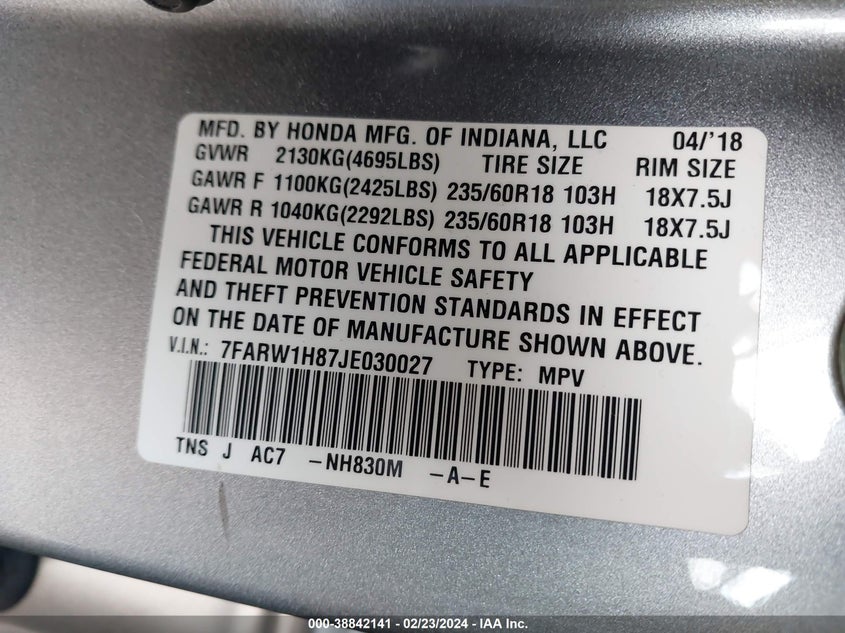 MFD. BY HONDA MFG. OF INDIANA, LLC 04/'18
GVWR 2130KG(4695LBS) TIRE SIZE RIM SIZE
GAWR F 1100KG(2425LBS) 235/60R18 103H 18X7.5J
GAWR R 1040KG(2292LBS) 235/60R18 103H 18X7.5J
THIS VEHICLE CONFORMS TO ALL APPLICABLE
FEDERAL MOTOR VEHICLE SAFETY
AND THEFT PREVENTION STANDARDS IN EFFECT
ON THE DATE OF MANUFACTURE SHOWN ABOVE.
V.I.N.: 7FARW1H87JE030027 TYPE: MPV
TNS J AC7 -NH830M -A-E
000-38842141 - 02/23/2024 - IAA Inc.